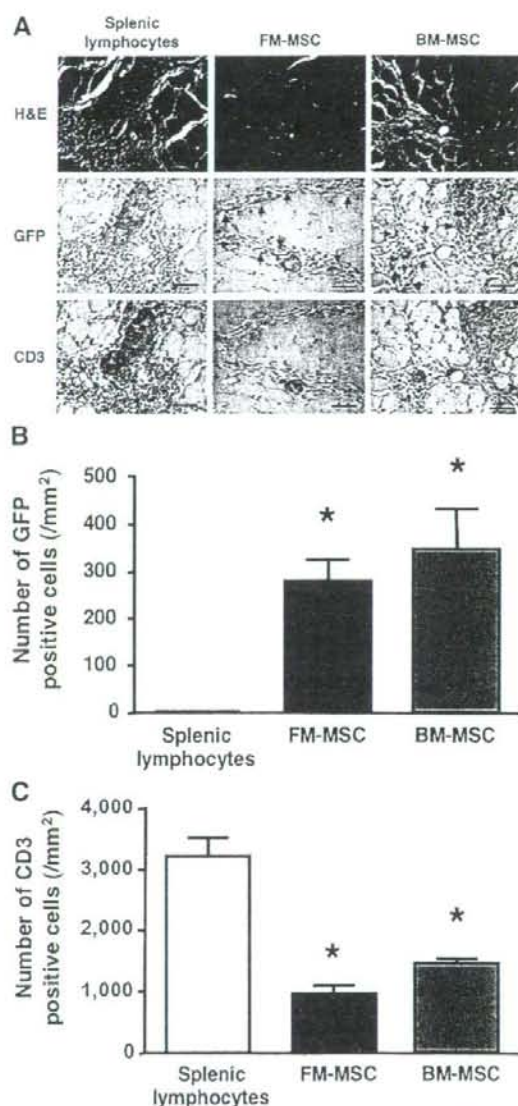 A
Splenic
lymphocytes
FM-MSC
BM-MSC
H&E
GFP
CD3
B
Number of GFP
positive cells (/mm²)
500
400
300
200
100
0
*
*
Splenic
lymphocytes
FM-MSC
BM-MSC
C
Number of CD3
positive cells (/mm²)
4,000
3,000
2,000
1,000
0
*
*
Splenic
lymphocytes
FM-MSC
BM-MSC